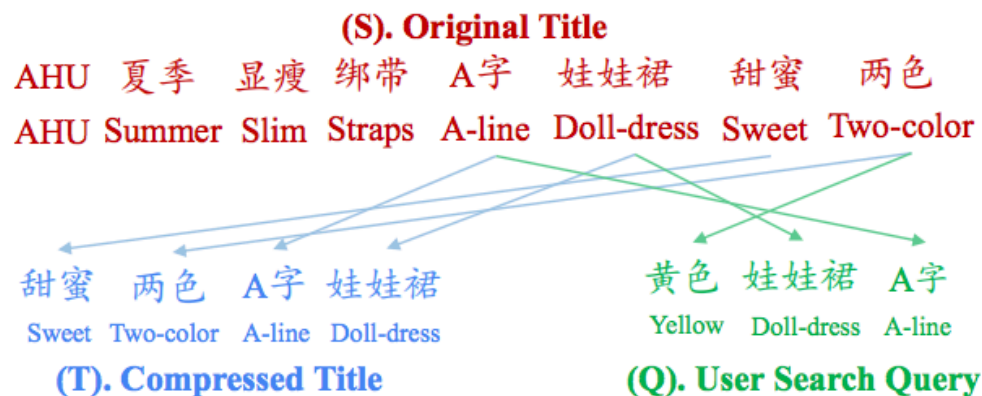 (S). Original Title
AHU 夏季 显瘦 绑带 A字 娃娃裙 甜蜜 两色
AHU Summer Slim Straps A-line Doll-dress Sweet Two-color
甜蜜 两色 A字 娃娃裙 黄色 娃娃裙 A字
Sweet Two-color A-line Doll-dress Yellow Doll-dress A-line
(T). Compressed Title (Q). User Search Query